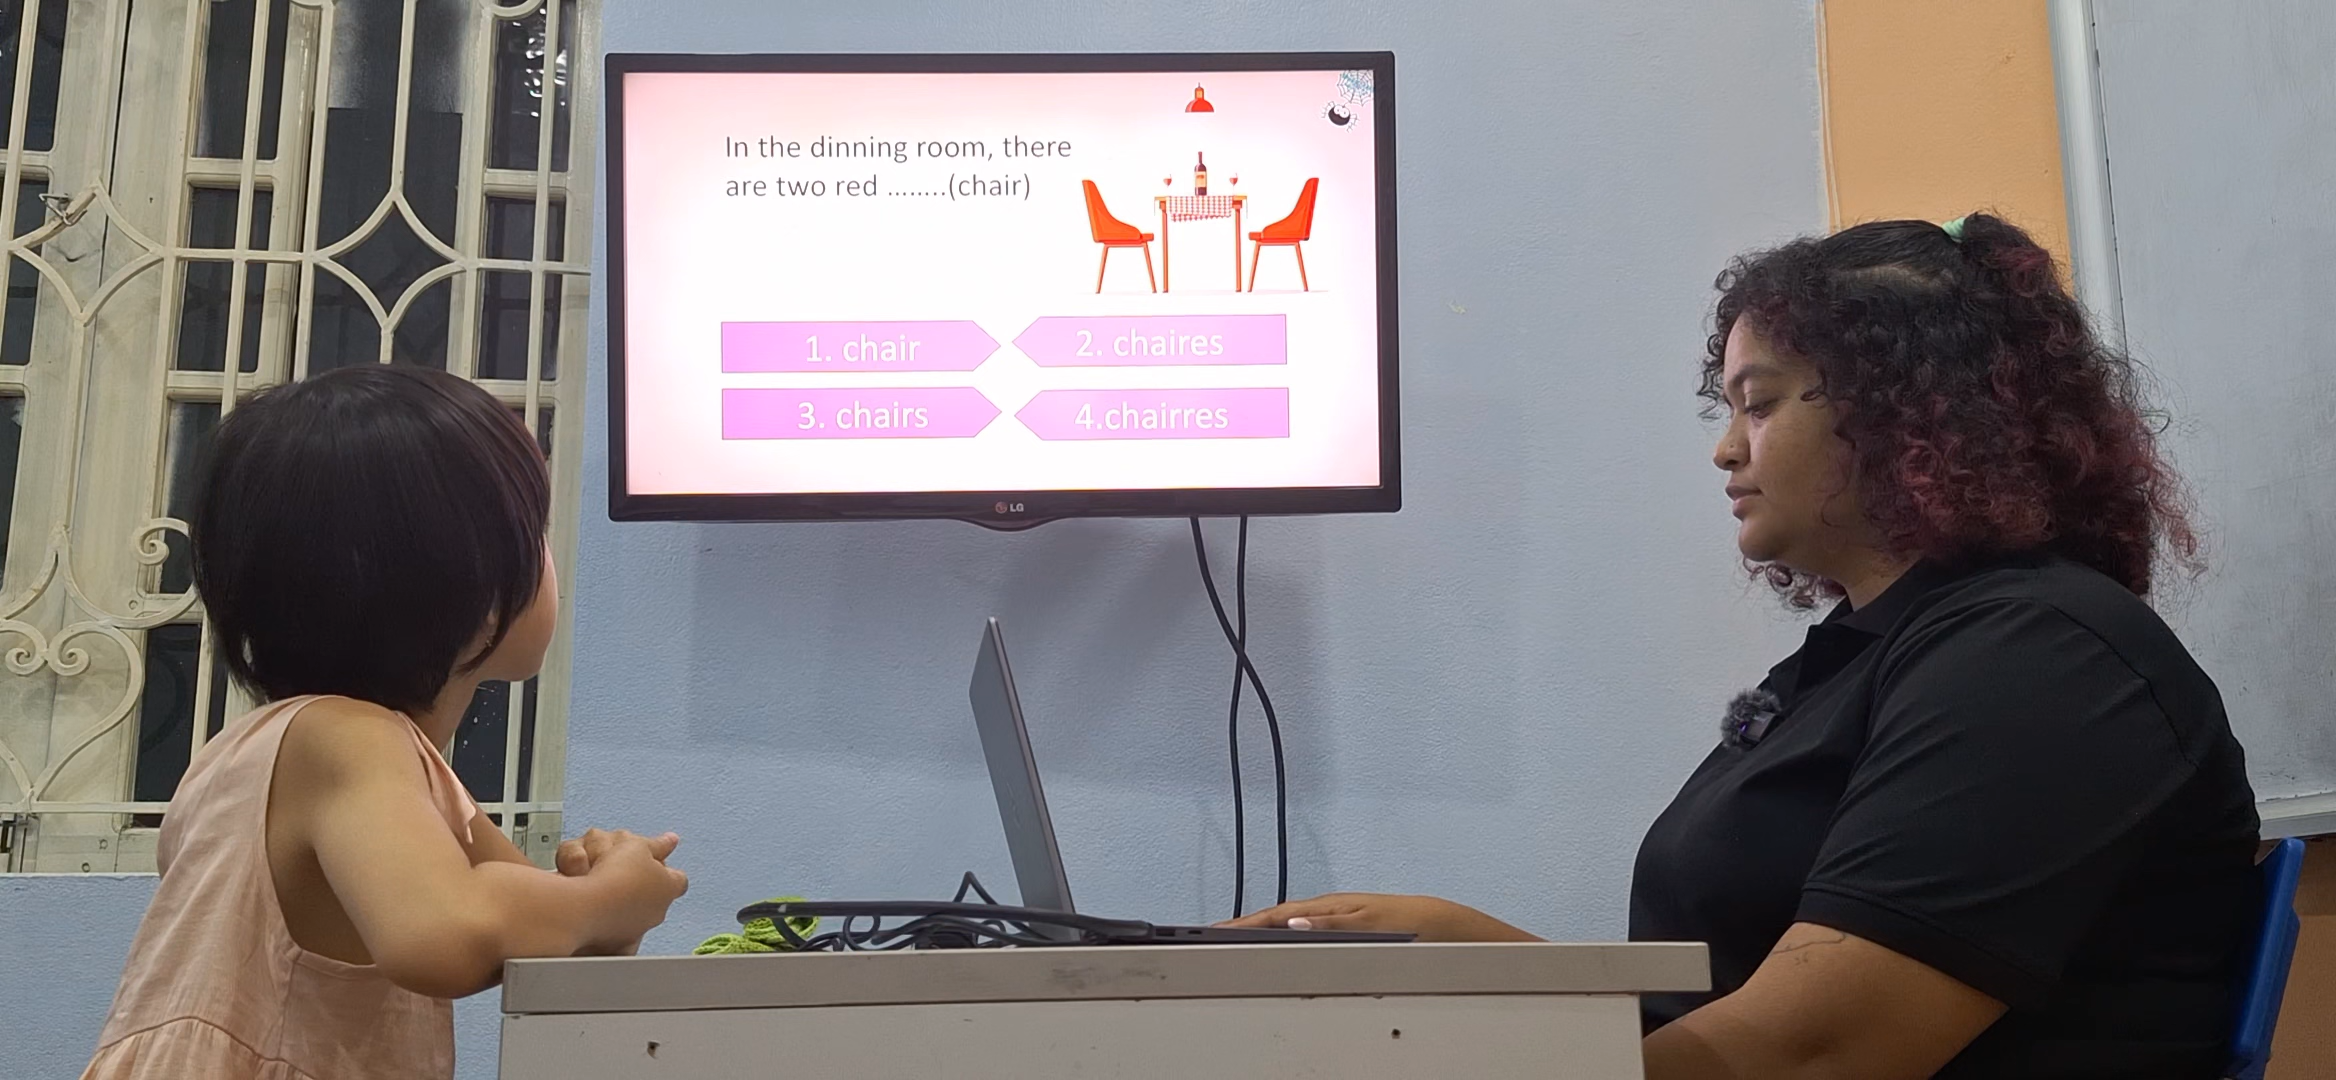 In the dinning room, there
are two red ........(chair)
1. chair
2. chaires
3. chairs
4.chairres
LG